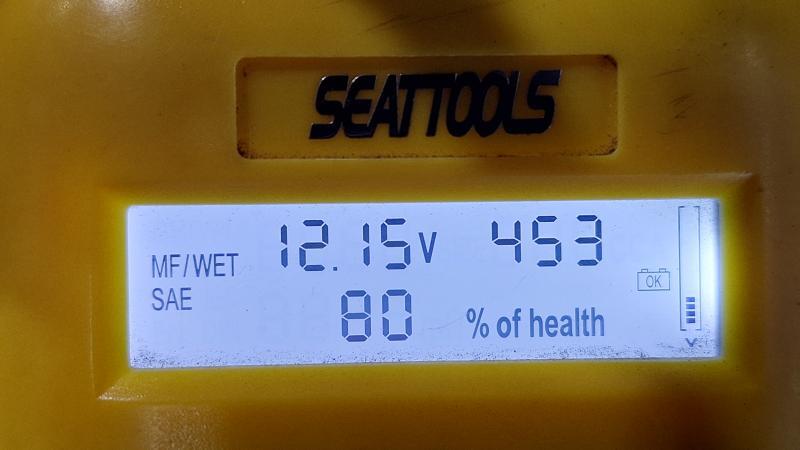 SEATTOOLS
MF/WET 12.15V 453
SAE 80 % of health
OK
V